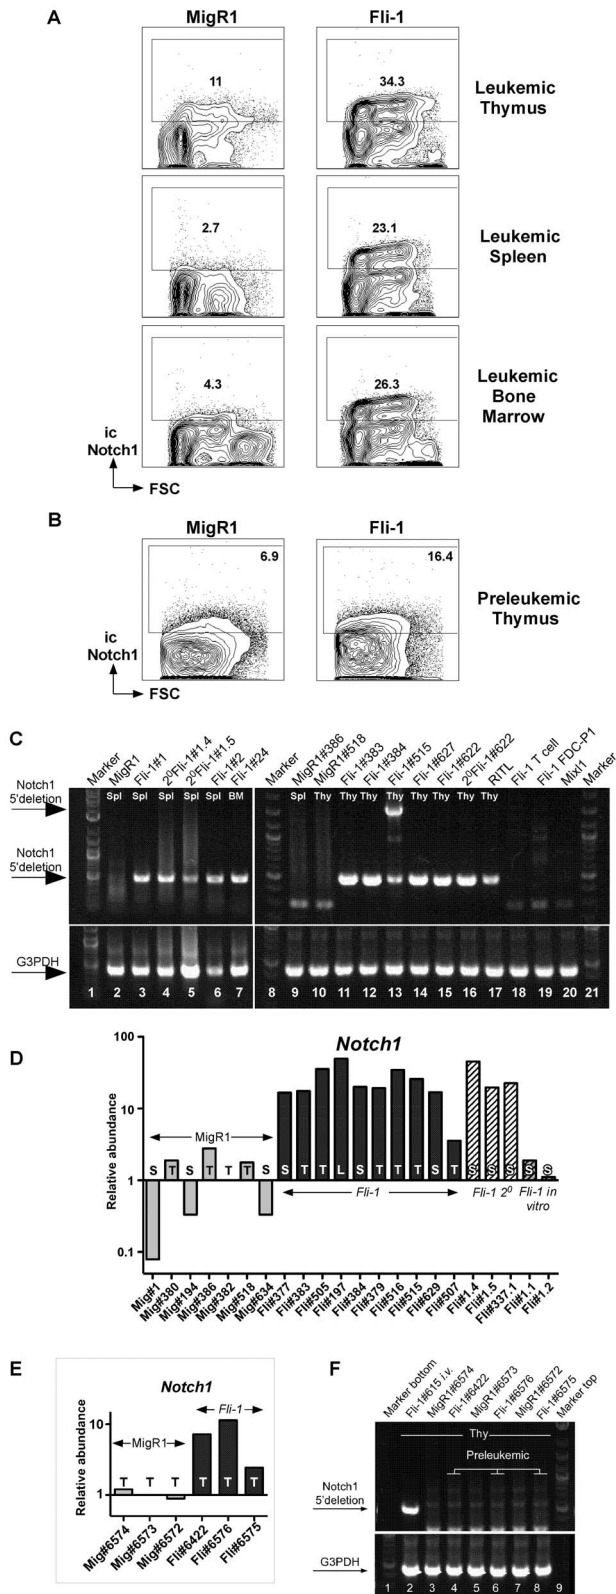 A
MigR1
Fli-1
11
34.3
Leukemic
Thymus
2.7
23.1
Leukemic
Spleen
4.3
26.3
Leukemic
Bone
Marrow
ic
Notch1
FSC
B
MigR1
Fli-1
6.9
16.4
Preleukemic
Thymus
ic
Notch1
FSC
C
Marker
MigR1
Fli-1#1
2⁰Fli-1#1.4
2⁰Fli-1#1.5
Fli-1#2
Fli-1#24
Marker
MigR1#386
MigR1#518
Fli-1#383
Fli-1#384
Fli-1#515
Fli-1#627
Fli-1#622
2⁰Fli-1#622
RITL
Fli-1 T cell
Fli-1 FDC-P1
Mixl1
Marker
Spl Spl Spl Spl Spl BM Spl Thy Thy Thy Thy Thy Thy Thy Thy
Notch1
5'deletion
Notch1
5'deletion
G3PDH
1 2 3 4 5 6 7 8 9 10 11 12 13 14 15 16 17 18 19 20 21
D
Notch1
Relative abundance
100
10
1
0.1
MigR1
S T S T T T S S T T L S T T T S T S S S S S
Fli-1
Fli-1 2⁰
Fli-1 in
vitro
Mig#1
Mig#380
Mig#194
Mig#386
Mig#382
Mig#518
Mig#634
Fli#377
Fli#383
Fli#505
Fli#197
Fli#384
Fli#379
Fli#516
Fli#515
Fli#629
Fli#507
Fli#1.4
Fli#1.5
Fli#337.1
Fli#1.1
Fli#1.2
E
Notch1
Relative abundance
10
1
Fli-1
MigR1
T T T T T T
Mig#6574
Mig#6573
Mig#6572
Fli#6422
Fli#6576
Fli#6575
F
Marker bottom
Fli-1#615 i.v.
MigR1#6574
Fli-1#6422
MigR1#6573
Fli-1#6576
MigR1#6572
Fli-1#6575
Marker top
Thy
Preleukemic
Notch1
5'deletion
G3PDH
1 2 3 4 5 6 7 8 9